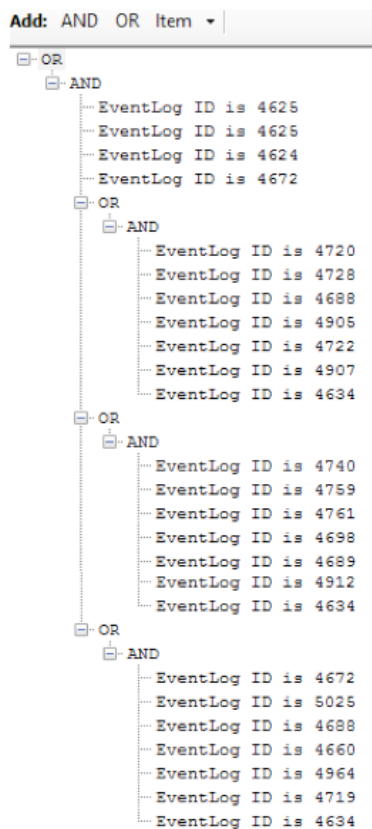 Add: AND OR Item
OR
AND
EventLog ID is 4625
EventLog ID is 4625
EventLog ID is 4624
EventLog ID is 4672
OR
AND
EventLog ID is 4720
EventLog ID is 4728
EventLog ID is 4688
EventLog ID is 4905
EventLog ID is 4722
EventLog ID is 4907
EventLog ID is 4634
OR
AND
EventLog ID is 4740
EventLog ID is 4759
EventLog ID is 4761
EventLog ID is 4698
EventLog ID is 4689
EventLog ID is 4912
EventLog ID is 4634
OR
AND
EventLog ID is 4672
EventLog ID is 5025
EventLog ID is 4688
EventLog ID is 4660
EventLog ID is 4964
EventLog ID is 4719
EventLog ID is 4634